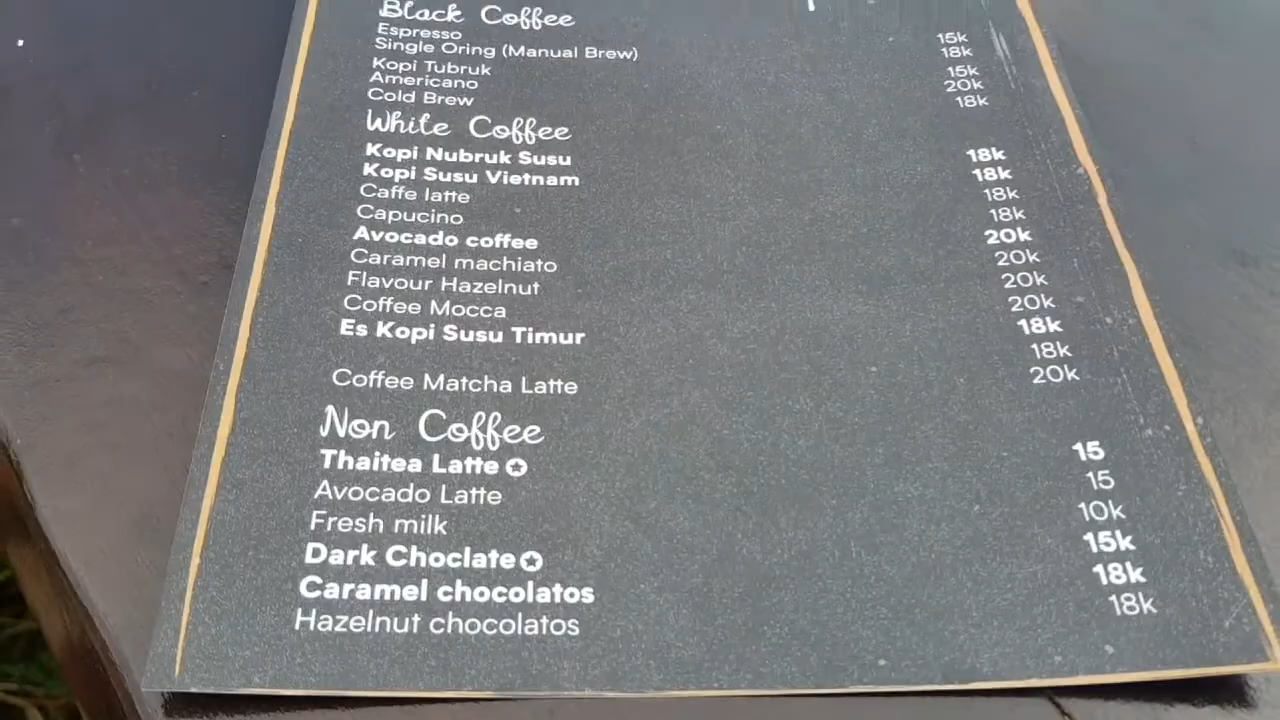 Black Coffee
Espresso 15k
Single Oring (Manual Brew) 18k
Kopi Tubruk 15k
Americano 20k
Cold Brew 18k
White Coffee
Kopi Nubruk Susu 18k
Kopi Susu Vietnam 18k
Caffe latte 18k
Capucino 18k
Avocado coffee 20k
Caramel machiato 20k
Flavour Hazelnut 20k
Coffee Mocca 20k
Es Kopi Susu Timur 18k
18k
Coffee Matcha Latte 20k
Non Coffee
Thaitea Latte 15
Avocado Latte 15
Fresh milk 10k
Dark Choclate 15k
Caramel chocolatos 18k
Hazelnut chocolatos 18k